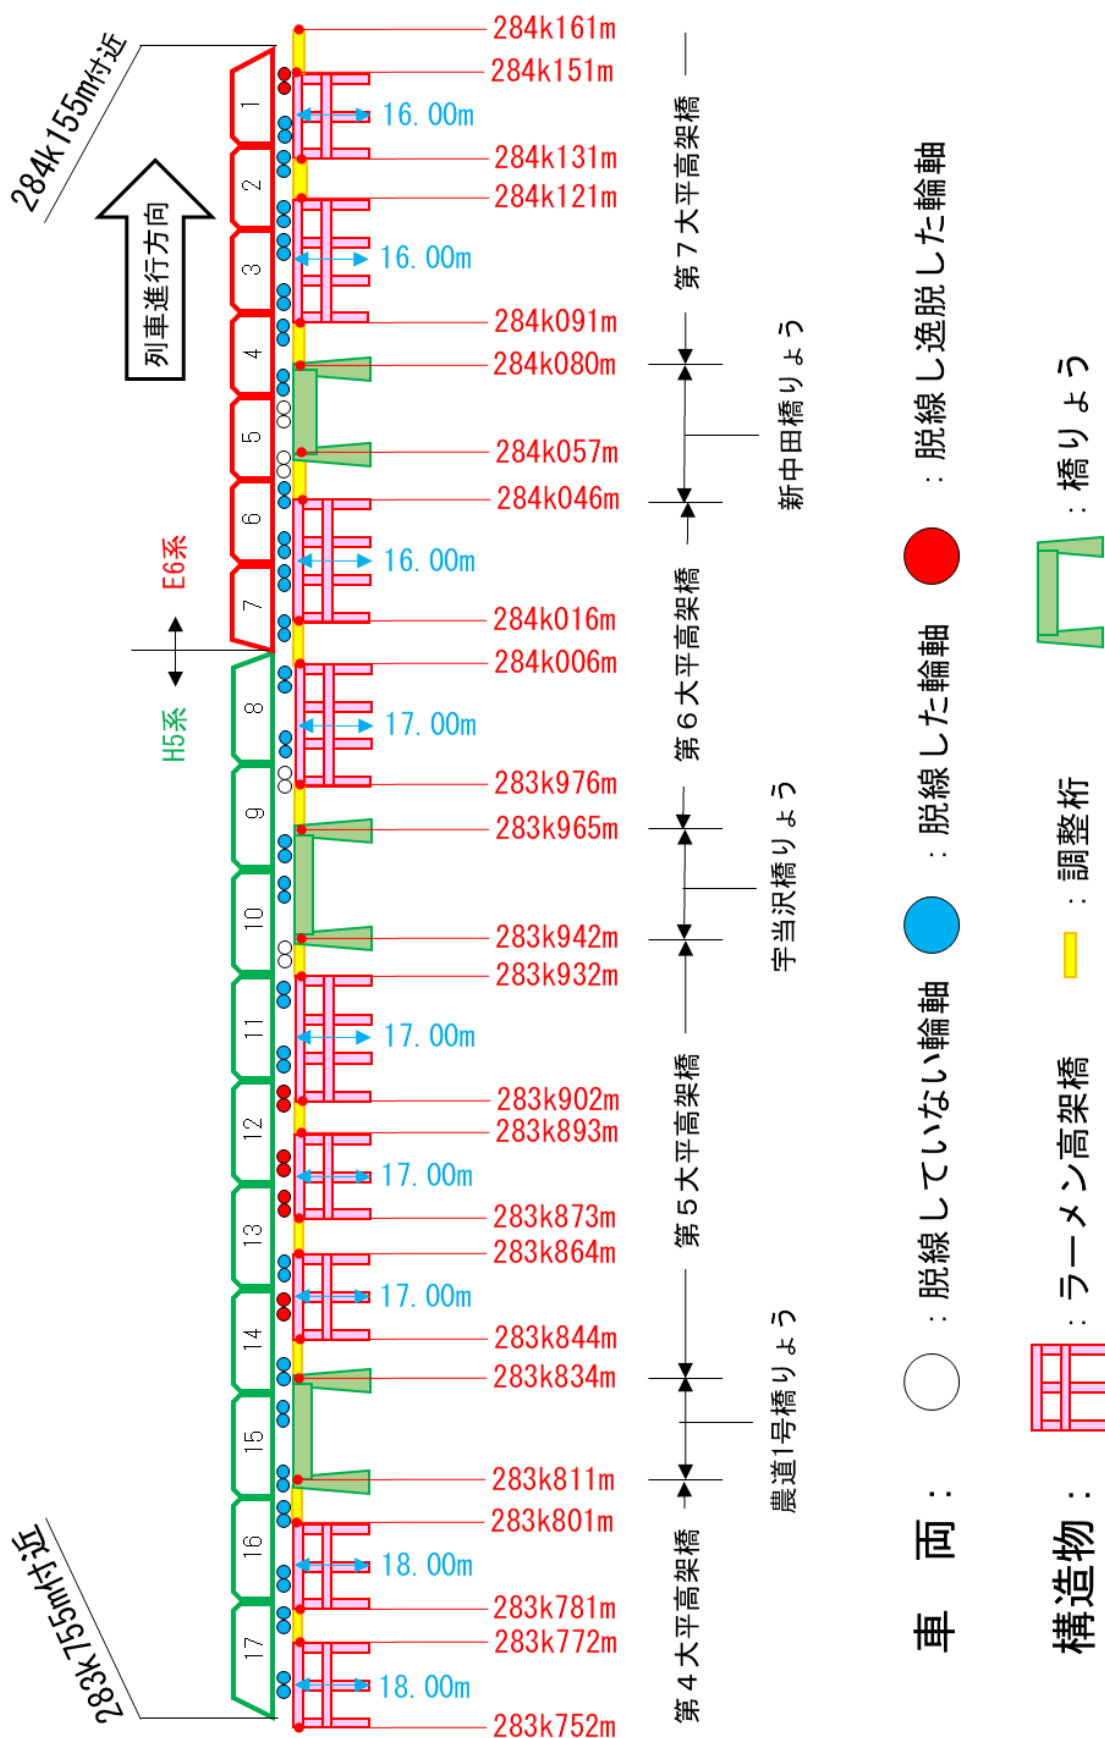 284k155m付近
列車進行方向
E6系
H5系
283k755m付近
1
2
3
4
5
6
7
8
9
10
11
12
13
14
15
16
17
284k161m
284k151m
16.00m
284k131m
284k121m
16.00m
284k091m
284k080m
284k057m
284k046m
16.00m
284k016m
284k006m
17.00m
283k976m
283k965m
283k942m
283k932m
17.00m
283k902m
283k893m
17.00m
283k873m
283k864m
17.00m
283k844m
283k834m
283k811m
283k801m
18.00m
283k781m
283k772m
18.00m
283k752m
第7大平高架橋
新中田橋りょう
第6大平高架橋
宇当沢橋りょう
第5大平高架橋
農道1号橋りょう
第4大平高架橋
車 両 :
:脱線していない輪軸
:脱線した輪軸
:脱線し逸脱した輪軸
構造物:
:ラーメン高架橋
:調整桁
:橋りょう